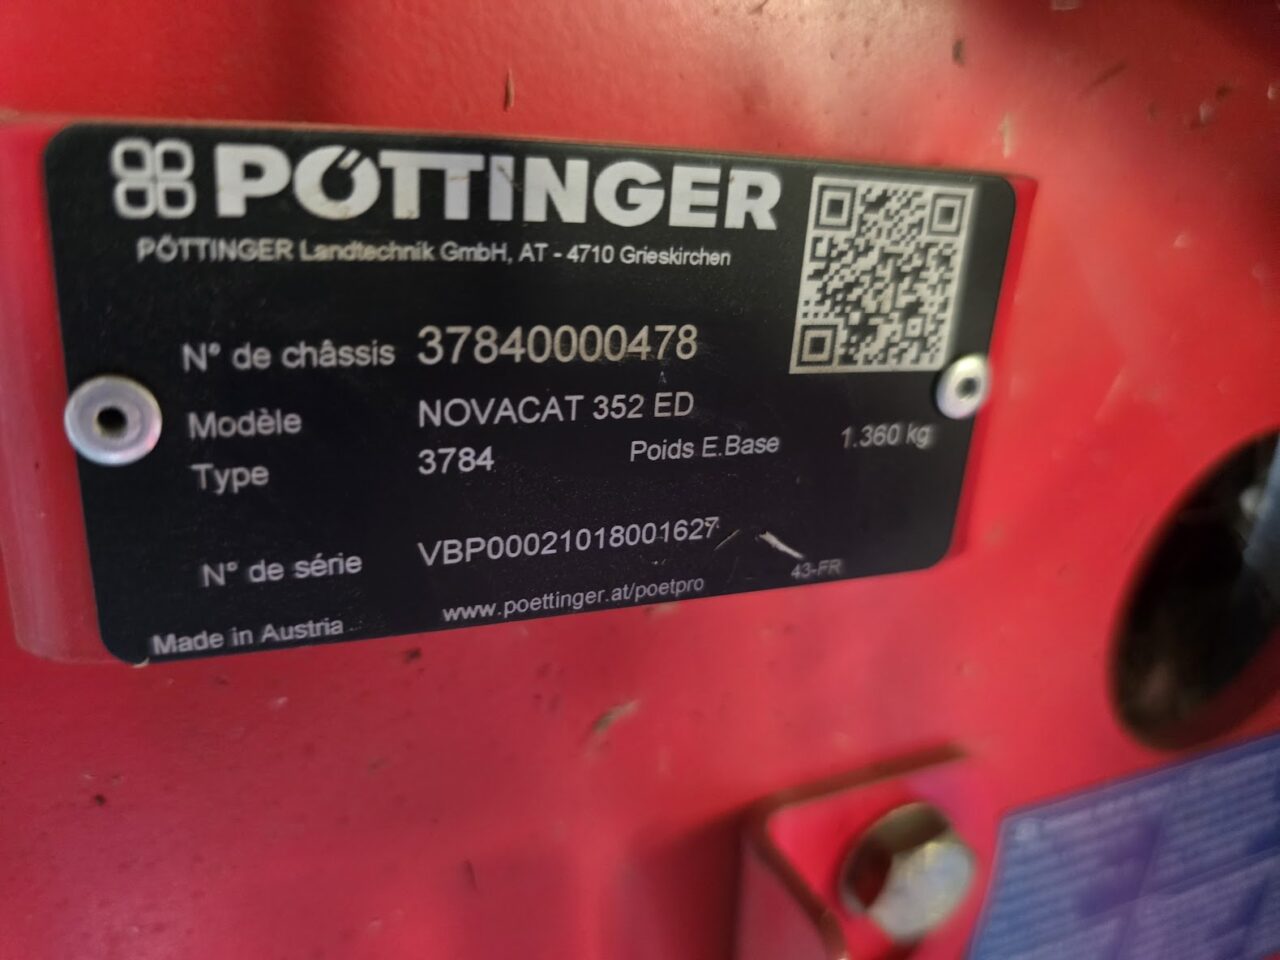 PÖTTINGER
PÖTTINGER Landtechnik GmbH, AT - 4710 Grieskirchen
N° de châssis 37840000478
Modèle NOVACAT 352 ED
Type 3784 Poids E.Base 1.360 kg
N° de série VBP00021018001627
www.poettinger.at/poetpro 43-FR
Made in Austria